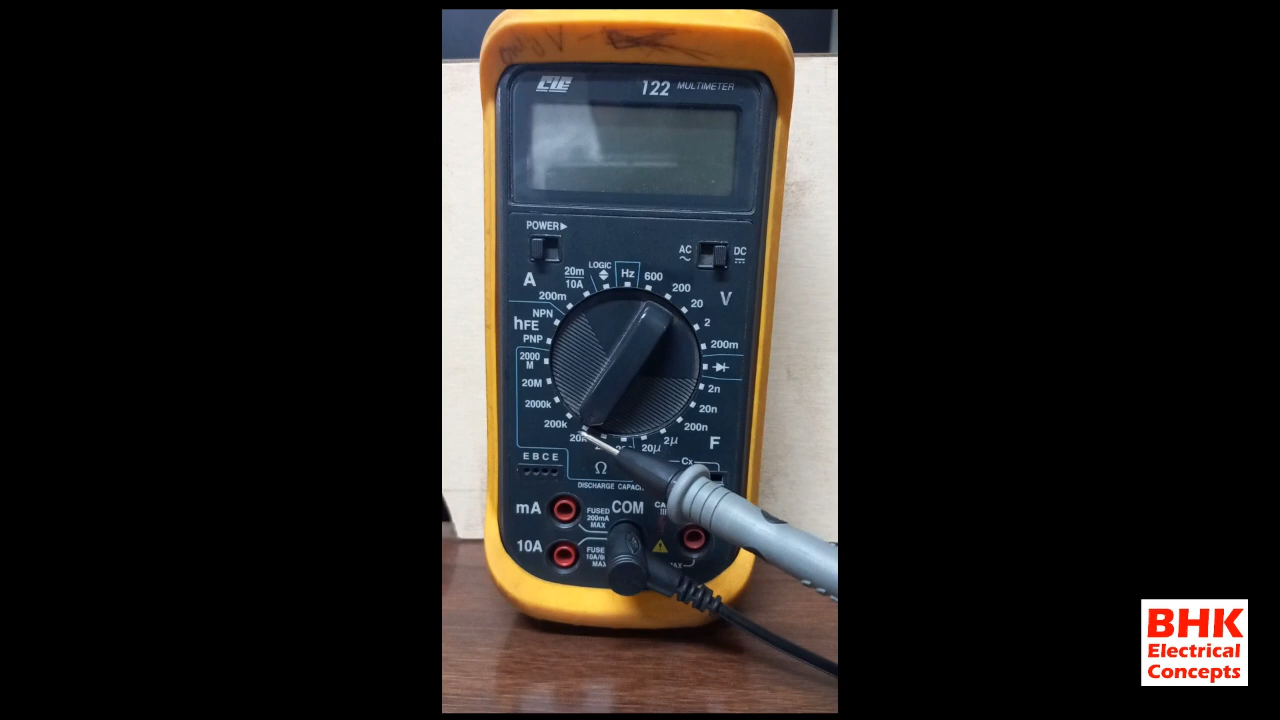 CIE
122 MULTIMETER
POWER▶
AC
DC
A
20m
10A
LOGIC
Hz
600
200
20
2
200m
V
200m
hFE
NPN
PNP
2000
M
20M
2000k
200k
20k
2n
20n
200n
2µ
20µ
F
Ω
E B C E
Cx
DISCHARGE
mA
FUSED
200mA
MAX
COM
10A
MAX
BHK
Electrical
Concepts